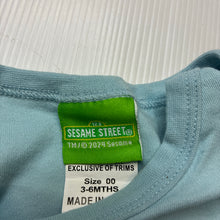 SESAME STREET
TM/© 2024 Sesame
EXCLUSIVE OF TRIMS
Size 00
3-6MTHS
MADE IN